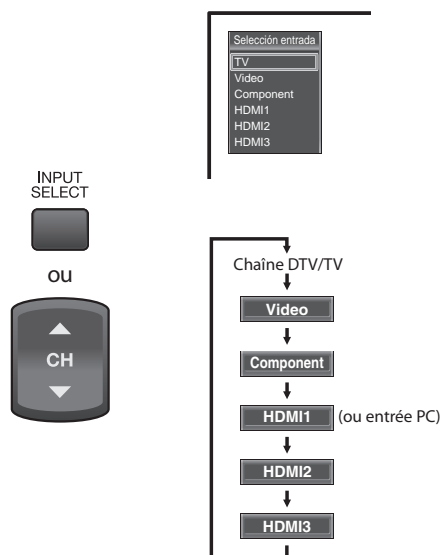 Selección entrada
TV
Video
Component
HDMI1
HDMI2
HDMI3
INPUT
SELECT
ou
CH
Chaîne DTV/TV
Video
Component
HDMI1 (ou entrée PC)
HDMI2
HDMI3